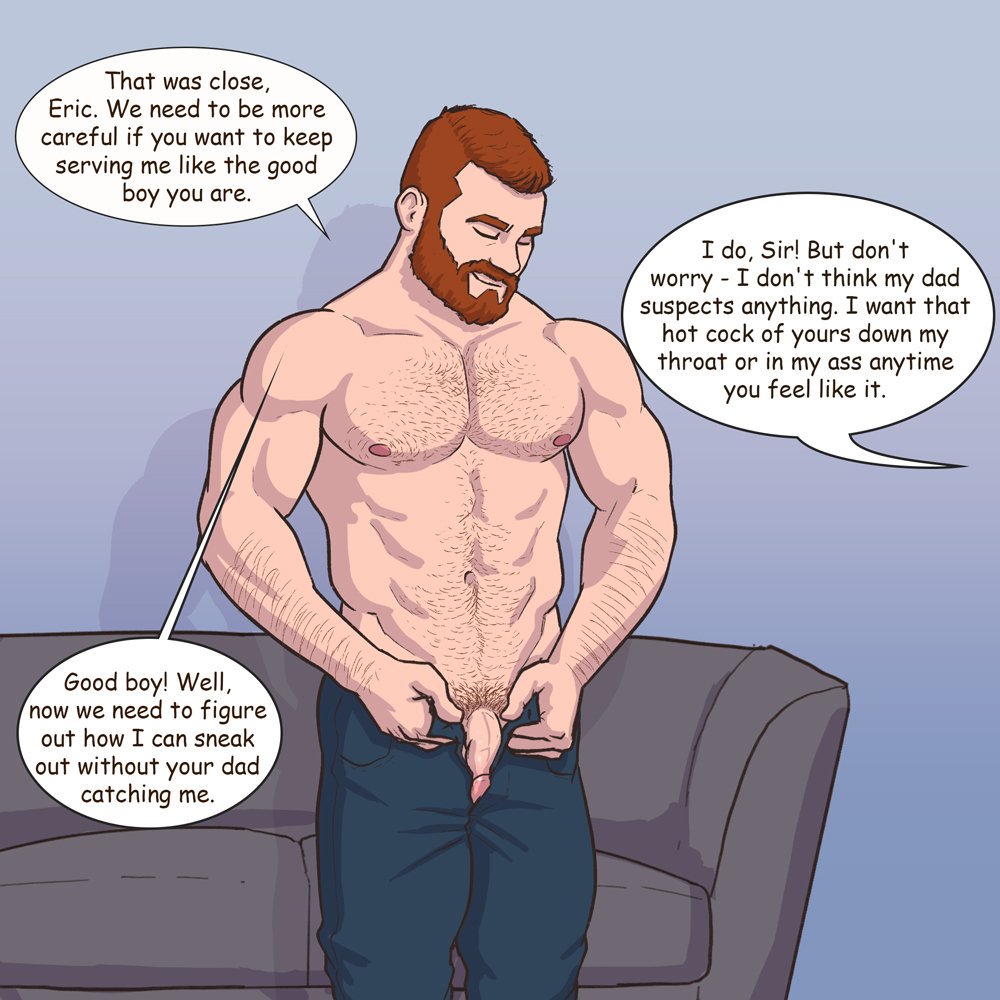 That was close,
Eric. We need to be more
careful if you want to keep
serving me like the good
boy you are.
I do, Sir! But don't
worry - I don't think my dad
suspects anything. I want that
hot cock of yours down my
throat or in my ass anytime
you feel like it.
Good boy! Well,
now we need to figure
out how I can sneak
out without your dad
catching me.